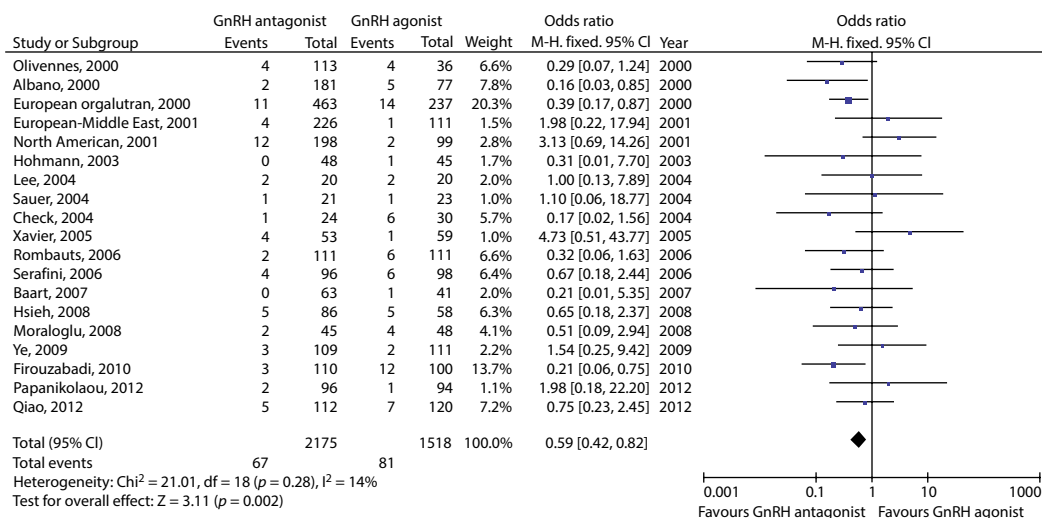 GnRH antagonist GnRH agonist Odds ratio Odds ratio
Study or Subgroup Events Total Events Total Weight M-H. fixed. 95% CI Year M-H. fixed. 95% CI
Olivennes, 2000 4 113 4 36 6.6% 0.29 [0.07, 1.24] 2000
Albano, 2000 2 181 5 77 7.8% 0.16 [0.03, 0.85] 2000
European orgalutran, 2000 11 463 14 237 20.3% 0.39 [0.17, 0.87] 2000
European-Middle East, 2001 4 226 1 111 1.5% 1.98 [0.22, 17.94] 2001
North American, 2001 12 198 2 99 2.8% 3.13 [0.69, 14.26] 2001
Hohmann, 2003 0 48 1 45 1.7% 0.31 [0.01, 7.70] 2003
Lee, 2004 2 20 2 20 2.0% 1.00 [0.13, 7.89] 2004
Sauer, 2004 1 21 1 23 1.0% 1.10 [0.06, 18.77] 2004
Check, 2004 1 24 6 30 5.7% 0.17 [0.02, 1.56] 2004
Xavier, 2005 4 53 1 59 1.0% 4.73 [0.51, 43.77] 2005
Rombauts, 2006 2 111 6 111 6.6% 0.32 [0.06, 1.63] 2006
Serafini, 2006 4 96 6 98 6.4% 0.67 [0.18, 2.44] 2006
Baart, 2007 0 63 1 41 2.0% 0.21 [0.01, 5.35] 2007
Hsieh, 2008 5 86 5 58 6.3% 0.65 [0.18, 2.37] 2008
Moraloglu, 2008 2 45 4 48 4.1% 0.51 [0.09, 2.94] 2008
Ye, 2009 3 109 2 111 2.2% 1.54 [0.25, 9.42] 2009
Firouzabadi, 2010 3 110 12 100 13.7% 0.21 [0.06, 0.75] 2010
Papanikolaou, 2012 2 96 1 94 1.1% 1.98 [0.18, 22.20] 2012
Qiao, 2012 5 112 7 120 7.2% 0.75 [0.23, 2.45] 2012
Total (95% CI) 2175 1518 100.0% 0.59 [0.42, 0.82]
Total events 67 81
Heterogeneity: Chi² = 21.01, df = 18 (p = 0.28), I² = 14%
Test for overall effect: Z = 3.11 (p = 0.002)
0.001 0.1 1 10 1000
Favours GnRH antagonist Favours GnRH agonist